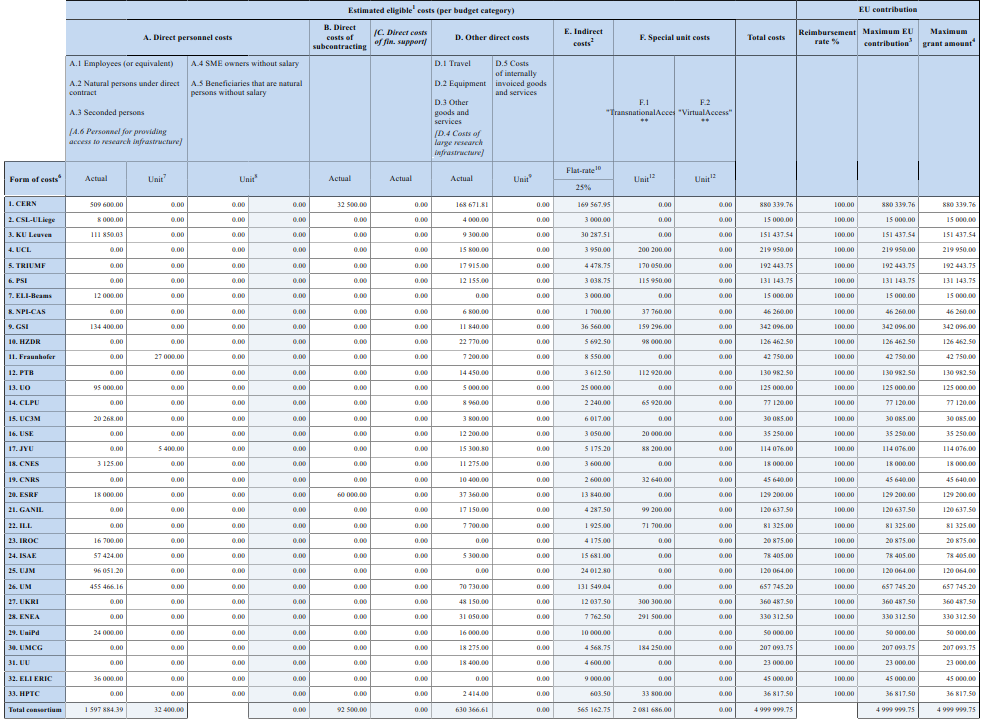 Estimated eligible¹ costs (per budget category) EU contribution
A. Direct personnel costs B. Direct costs of subcontracting [C. Direct costs of fin. support] D. Other direct costs E. Indirect costs² F. Special unit costs Total costs Reimbursement rate % Maximum EU contribution³ Maximum grant amount⁴
A.1 Employees (or equivalent)
A.2 Natural persons under direct contract
A.3 Seconded persons
[A.6 Personnel for providing access to research infrastructure]
A.4 SME owners without salary
A.5 Beneficiaries that are natural persons without salary
D.1 Travel
D.2 Equipment
D.3 Other goods and services
[D.4 Costs of large research infrastructure]
D.5 Costs of internally invoiced goods and services
F.1 "TransnationalAcces **
F.2 "VirtualAccess" **
Form of costs⁶ Actual Unit⁷ Unit⁸ Actual Actual Actual Unit⁹ Flat-rate¹⁰ 25% Unit¹² Unit¹²
1. CERN 509 600.00 0.00 0.00 0.00 32 500.00 0.00 168 671.81 0.00 169 567.95 0.00 0.00 880 339.76 100.00 880 339.76 880 339.76
2. CSL-ULiege 8 000.00 0.00 0.00 0.00 0.00 0.00 4 000.00 0.00 3 000.00 0.00 0.00 15 000.00 100.00 15 000.00 15 000.00
3. KU Leuven 111 850.03 0.00 0.00 0.00 0.00 0.00 9 300.00 0.00 30 287.51 0.00 0.00 151 437.54 100.00 151 437.54 151 437.54
4. UCL 0.00 0.00 0.00 0.00 0.00 0.00 15 800.00 0.00 3 950.00 200 200.00 0.00 219 950.00 100.00 219 950.00 219 950.00
5. TRIUMF 0.00 0.00 0.00 0.00 0.00 0.00 17 915.00 0.00 4 478.75 170 050.00 0.00 192 443.75 100.00 192 443.75 192 443.75
6. PSI 0.00 0.00 0.00 0.00 0.00 0.00 12 155.00 0.00 3 038.75 115 950.00 0.00 131 143.75 100.00 131 143.75 131 143.75
7. ELI-Beams 12 000.00 0.00 0.00 0.00 0.00 0.00 0.00 0.00 3 000.00 0.00 0.00 15 000.00 100.00 15 000.00 15 000.00
8. NPI-CAS 0.00 0.00 0.00 0.00 0.00 0.00 6 800.00 0.00 1 700.00 37 760.00 0.00 46 260.00 100.00 46 260.00 46 260.00
9. GSI 134 400.00 0.00 0.00 0.00 0.00 0.00 11 840.00 0.00 36 560.00 159 296.00 0.00 342 096.00 100.00 342 096.00 342 096.00
10. HZDR 0.00 0.00 0.00 0.00 0.00 0.00 22 770.00 0.00 5 692.50 98 000.00 0.00 126 462.50 100.00 126 462.50 126 462.50
11. Fraunhofer 0.00 27 000.00 0.00 0.00 0.00 0.00 7 200.00 0.00 8 550.00 0.00 0.00 42 750.00 100.00 42 750.00 42 750.00
12. PTB 0.00 0.00 0.00 0.00 0.00 0.00 14 450.00 0.00 3 612.50 112 920.00 0.00 130 982.50 100.00 130 982.50 130 982.50
13. UO 95 000.00 0.00 0.00 0.00 0.00 0.00 5 000.00 0.00 25 000.00 0.00 0.00 125 000.00 100.00 125 000.00 125 000.00
14. CLPU 0.00 0.00 0.00 0.00 0.00 0.00 8 960.00 0.00 2 240.00 65 920.00 0.00 77 120.00 100.00 77 120.00 77 120.00
15. UC3M 20 268.00 0.00 0.00 0.00 0.00 0.00 3 800.00 0.00 6 017.00 0.00 0.00 30 085.00 100.00 30 085.00 30 085.00
16. USE 0.00 0.00 0.00 0.00 0.00 0.00 12 200.00 0.00 3 050.00 20 000.00 0.00 35 250.00 100.00 35 250.00 35 250.00
17. JYU 0.00 5 400.00 0.00 0.00 0.00 0.00 15 300.80 0.00 5 175.20 88 200.00 0.00 114 076.00 100.00 114 076.00 114 076.00
18. CNES 3 125.00 0.00 0.00 0.00 0.00 0.00 11 275.00 0.00 3 600.00 0.00 0.00 18 000.00 100.00 18 000.00 18 000.00
19. CNRS 0.00 0.00 0.00 0.00 0.00 0.00 10 400.00 0.00 2 600.00 32 640.00 0.00 45 640.00 100.00 45 640.00 45 640.00
20. ESRF 18 000.00 0.00 0.00 0.00 60 000.00 0.00 37 360.00 0.00 13 840.00 0.00 0.00 129 200.00 100.00 129 200.00 129 200.00
21. GANIL 0.00 0.00 0.00 0.00 0.00 0.00 17 150.00 0.00 4 287.50 99 200.00 0.00 120 637.50 100.00 120 637.50 120 637.50
22. ILL 0.00 0.00 0.00 0.00 0.00 0.00 7 700.00 0.00 1 925.00 71 700.00 0.00 81 325.00 100.00 81 325.00 81 325.00
23. IROC 16 700.00 0.00 0.00 0.00 0.00 0.00 0.00 0.00 4 175.00 0.00 0.00 20 875.00 100.00 20 875.00 20 875.00
24. ISAE 57 424.00 0.00 0.00 0.00 0.00 0.00 5 300.00 0.00 15 681.00 0.00 0.00 78 405.00 100.00 78 405.00 78 405.00
25. UJM 96 051.20 0.00 0.00 0.00 0.00 0.00 0.00 0.00 24 012.80 0.00 0.00 120 064.00 100.00 120 064.00 120 064.00
26. UM 455 466.16 0.00 0.00 0.00 0.00 0.00 70 730.00 0.00 131 549.04 0.00 0.00 657 745.20 100.00 657 745.20 657 745.20
27. UKRI 0.00 0.00 0.00 0.00 0.00 0.00 48 150.00 0.00 12 037.50 300 300.00 0.00 360 487.50 100.00 360 487.50 360 487.50
28. ENEA 0.00 0.00 0.00 0.00 0.00 0.00 31 050.00 0.00 7 762.50 291 500.00 0.00 330 312.50 100.00 330 312.50 330 312.50
29. UniPd 24 000.00 0.00 0.00 0.00 0.00 0.00 16 000.00 0.00 10 000.00 0.00 0.00 50 000.00 100.00 50 000.00 50 000.00
30. UMCG 0.00 0.00 0.00 0.00 0.00 0.00 18 275.00 0.00 4 568.75 184 250.00 0.00 207 093.75 100.00 207 093.75 207 093.75
31. UU 0.00 0.00 0.00 0.00 0.00 0.00 18 400.00 0.00 4 600.00 0.00 0.00 23 000.00 100.00 23 000.00 23 000.00
32. ELI ERIC 36 000.00 0.00 0.00 0.00 0.00 0.00 0.00 0.00 9 000.00 0.00 0.00 45 000.00 100.00 45 000.00 45 000.00
33. HPTC 0.00 0.00 0.00 0.00 0.00 0.00 2 414.00 0.00 603.50 33 800.00 0.00 36 817.50 100.00 36 817.50 36 817.50
Total consortium 1 597 884.39 32 400.00 0.00 92 500.00 0.00 630 366.61 0.00 565 162.75 2 081 686.00 0.00 4 999 999.75 4 999 999.75 4 999 999.75